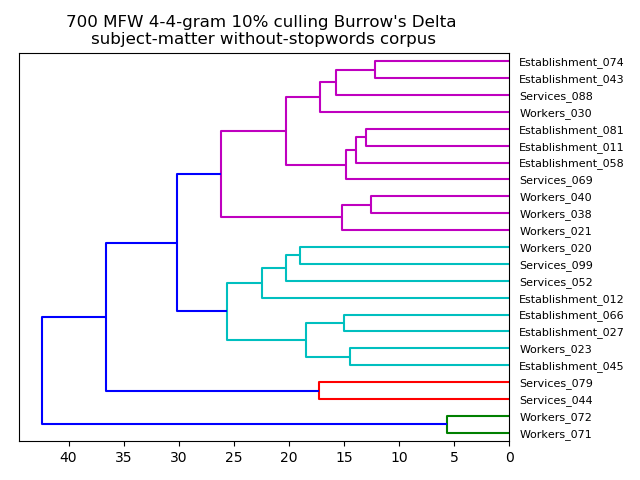 700 MFW 4-4-gram 10% culling Burrow's Delta
subject-matter without-stopwords corpus
Establishment_074
Establishment_043
Services_088
Workers_030
Establishment_081
Establishment_011
Establishment_058
Services_069
Workers_040
Workers_038
Workers_021
Workers_020
Services_099
Services_052
Establishment_012
Establishment_066
Establishment_027
Workers_023
Establishment_045
Services_079
Services_044
Workers_072
Workers_071
40 35 30 25 20 15 10 5 0